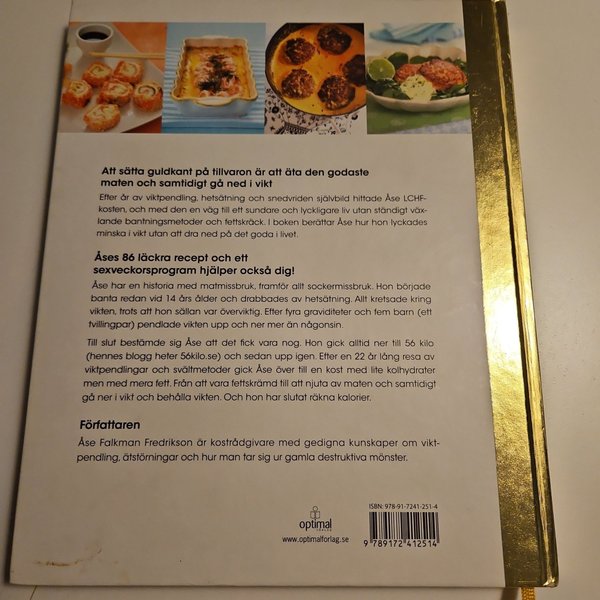 Att sätta guldkant på tillvaron är att äta den godaste
maten och samtidigt gå ned i vikt
Efter år av viktpendling, hetsätning och snedvriden självbild hittade Åse LCHF-
kosten, och med den en väg till ett sundare och lyckligare liv utan ständigt väx-
lande bantningsmetoder och fettskräck. I boken berättar Åse hur hon lyckades
minska i vikt utan att dra ned på det goda i livet.
Åses 86 läckra recept och ett
sexveckorsprogram hjälper också dig!
Åse har en historia med matmissbruk, framför allt sockermissbruk. Hon började
banta redan vid 14 års ålder och drabbades av hetsätning. Allt kretsade kring
vikten, trots att hon sällan var överviktig. Efter fyra graviditeter och fem barn (ett
tvillingpar) pendlade vikten upp och ner mer än någonsin.
Till slut bestämde sig Åse att det fick vara nog. Hon gick alltid ner till 56 kilo
(hennes blogg heter 56kilo.se) och sedan upp igen. Efter en 22 år lång resa av
viktpendlingar och svältmetoder gick Åse över till en kost med lite kolhydrater
men med mera fett. Från att vara fettskrämd till att njuta av maten och samtidigt
gå ner i vikt och behålla vikten. Och hon har slutat räkna kalorier.
Författaren
Åse Falkman Fredrikson är kostrådgivare med gedigna kunskaper om vikt-
pendling, ätstörningar och hur man tar sig ur gamla destruktiva mönster.
optimal
FÖRLAG
www.optimalforlag.se
ISBN: 978-91-7241-251-4
9 789172 412514